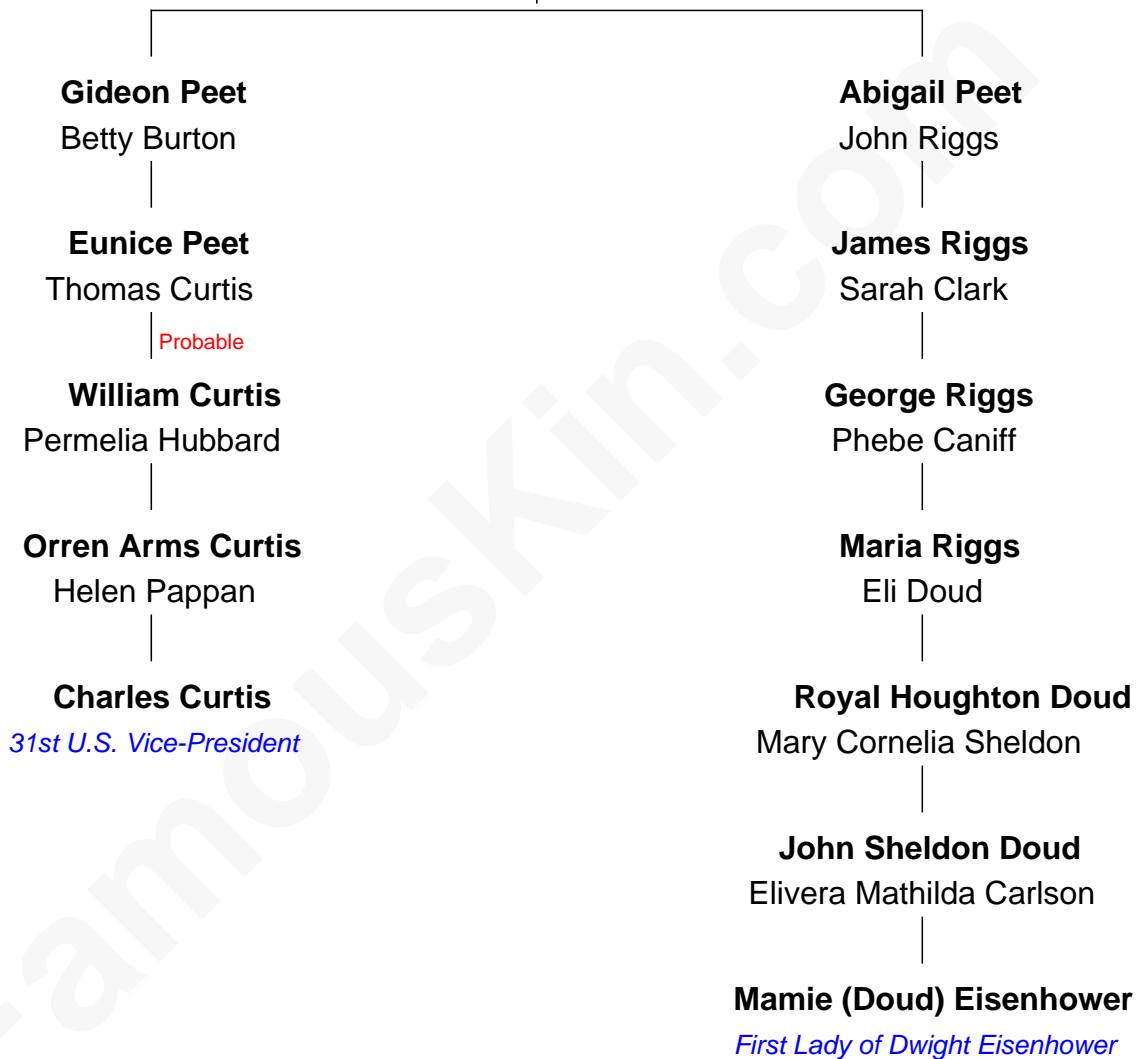 Gideon Peet
Betty Burton
Eunice Peet
Thomas Curtis
Probable
William Curtis
Permelia Hubbard
Orren Arms Curtis
Helen Pappan
Charles Curtis
31st U.S. Vice-President
Abigail Peet
John Riggs
James Riggs
Sarah Clark
George Riggs
Phebe Caniff
Maria Riggs
Eli Doud
Royal Houghton Doud
Mary Cornelia Sheldon
John Sheldon Doud
Elivera Mathilda Carlson
Mamie (Doud) Eisenhower
First Lady of Dwight Eisenhower
FamousKin.com